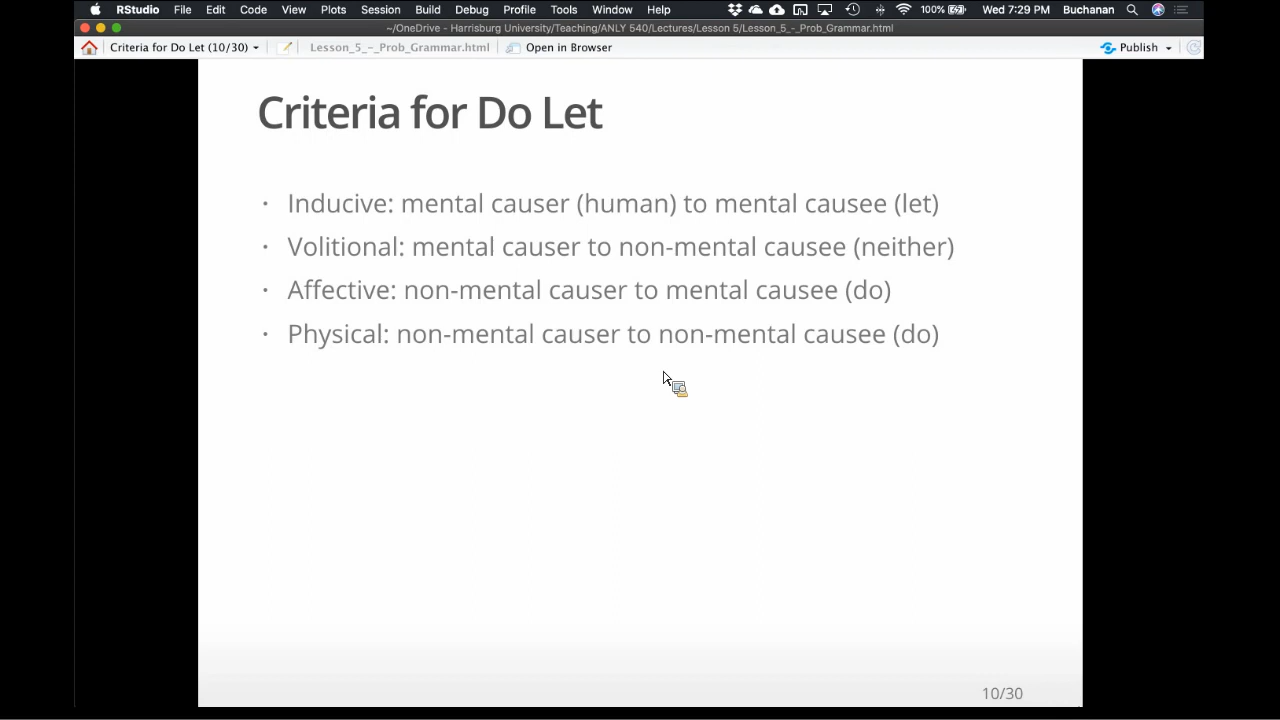 RStudio File Edit Code View Plots Session Build Debug Profile Tools Window Help 100% Wed 7:29 PM Buchanan
~/OneDrive - Harrisburg University/Teaching/ANLY 540/Lectures/Lesson 5/Lesson_5_-_Prob_Grammar.html
Criteria for Do Let (10/30) Lesson_5_-_Prob_Grammar.html Open in Browser Publish
Criteria for Do Let
· Inducive: mental causer (human) to mental causee (let)
· Volitional: mental causer to non-mental causee (neither)
· Affective: non-mental causer to mental causee (do)
· Physical: non-mental causer to non-mental causee (do)
10/30